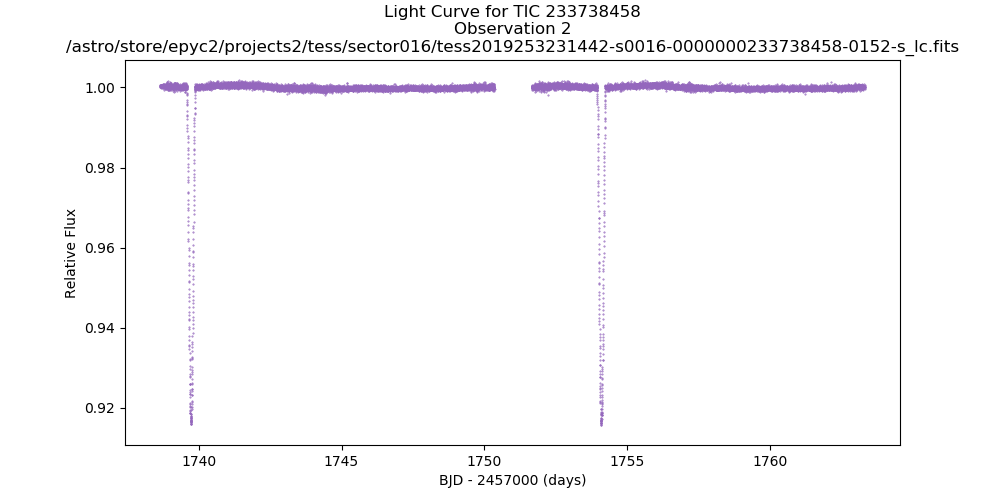 Light Curve for TIC 233738458
Observation 2
/astro/store/epyc2/projects2/tess/sector016/tess2019253231442-s0016-0000000233738458-0152-s_lc.fits
1.00
0.98
0.96
0.94
0.92
Relative Flux
1740
1745
1750
1755
1760
BJD - 2457000 (days)